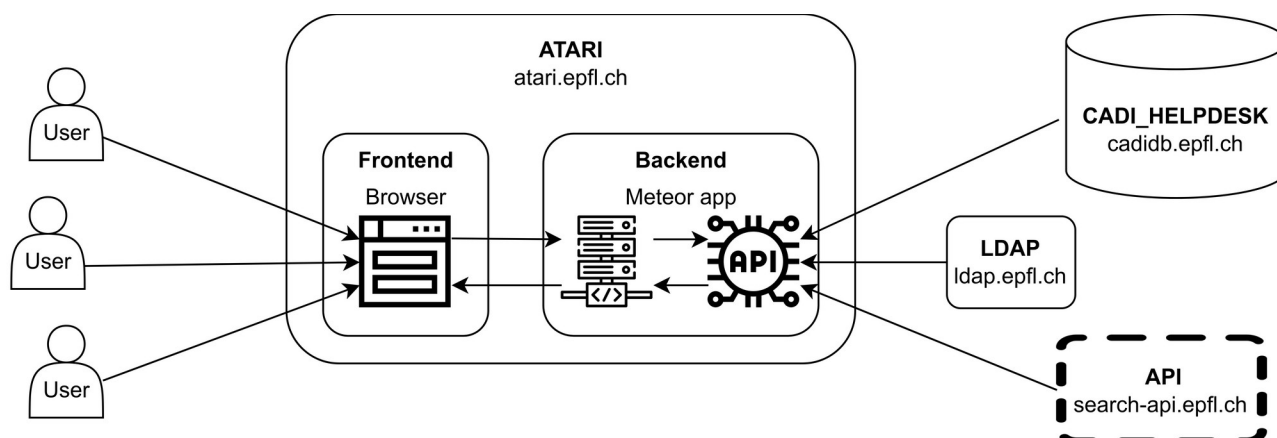 ATARI
atari.epfl.ch
User
User
User
Frontend
Browser
Backend
Meteor app
API
</>
CADI_HELPDESK
cadidb.epfl.ch
LDAP
ldap.epfl.ch
API
search-api.epfl.ch